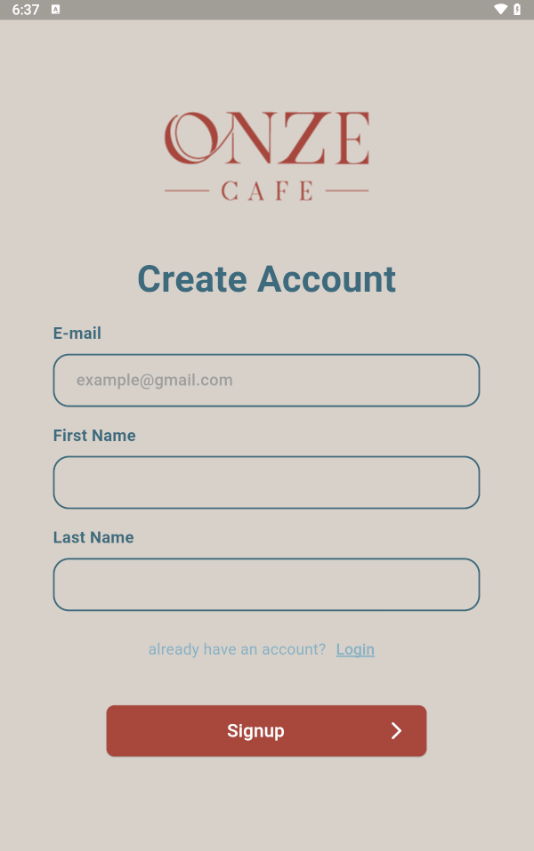 6:37
ONZE
CAFE
Create Account
E-mail
example@gmail.com
First Name
Last Name
already have an account? Login
Signup